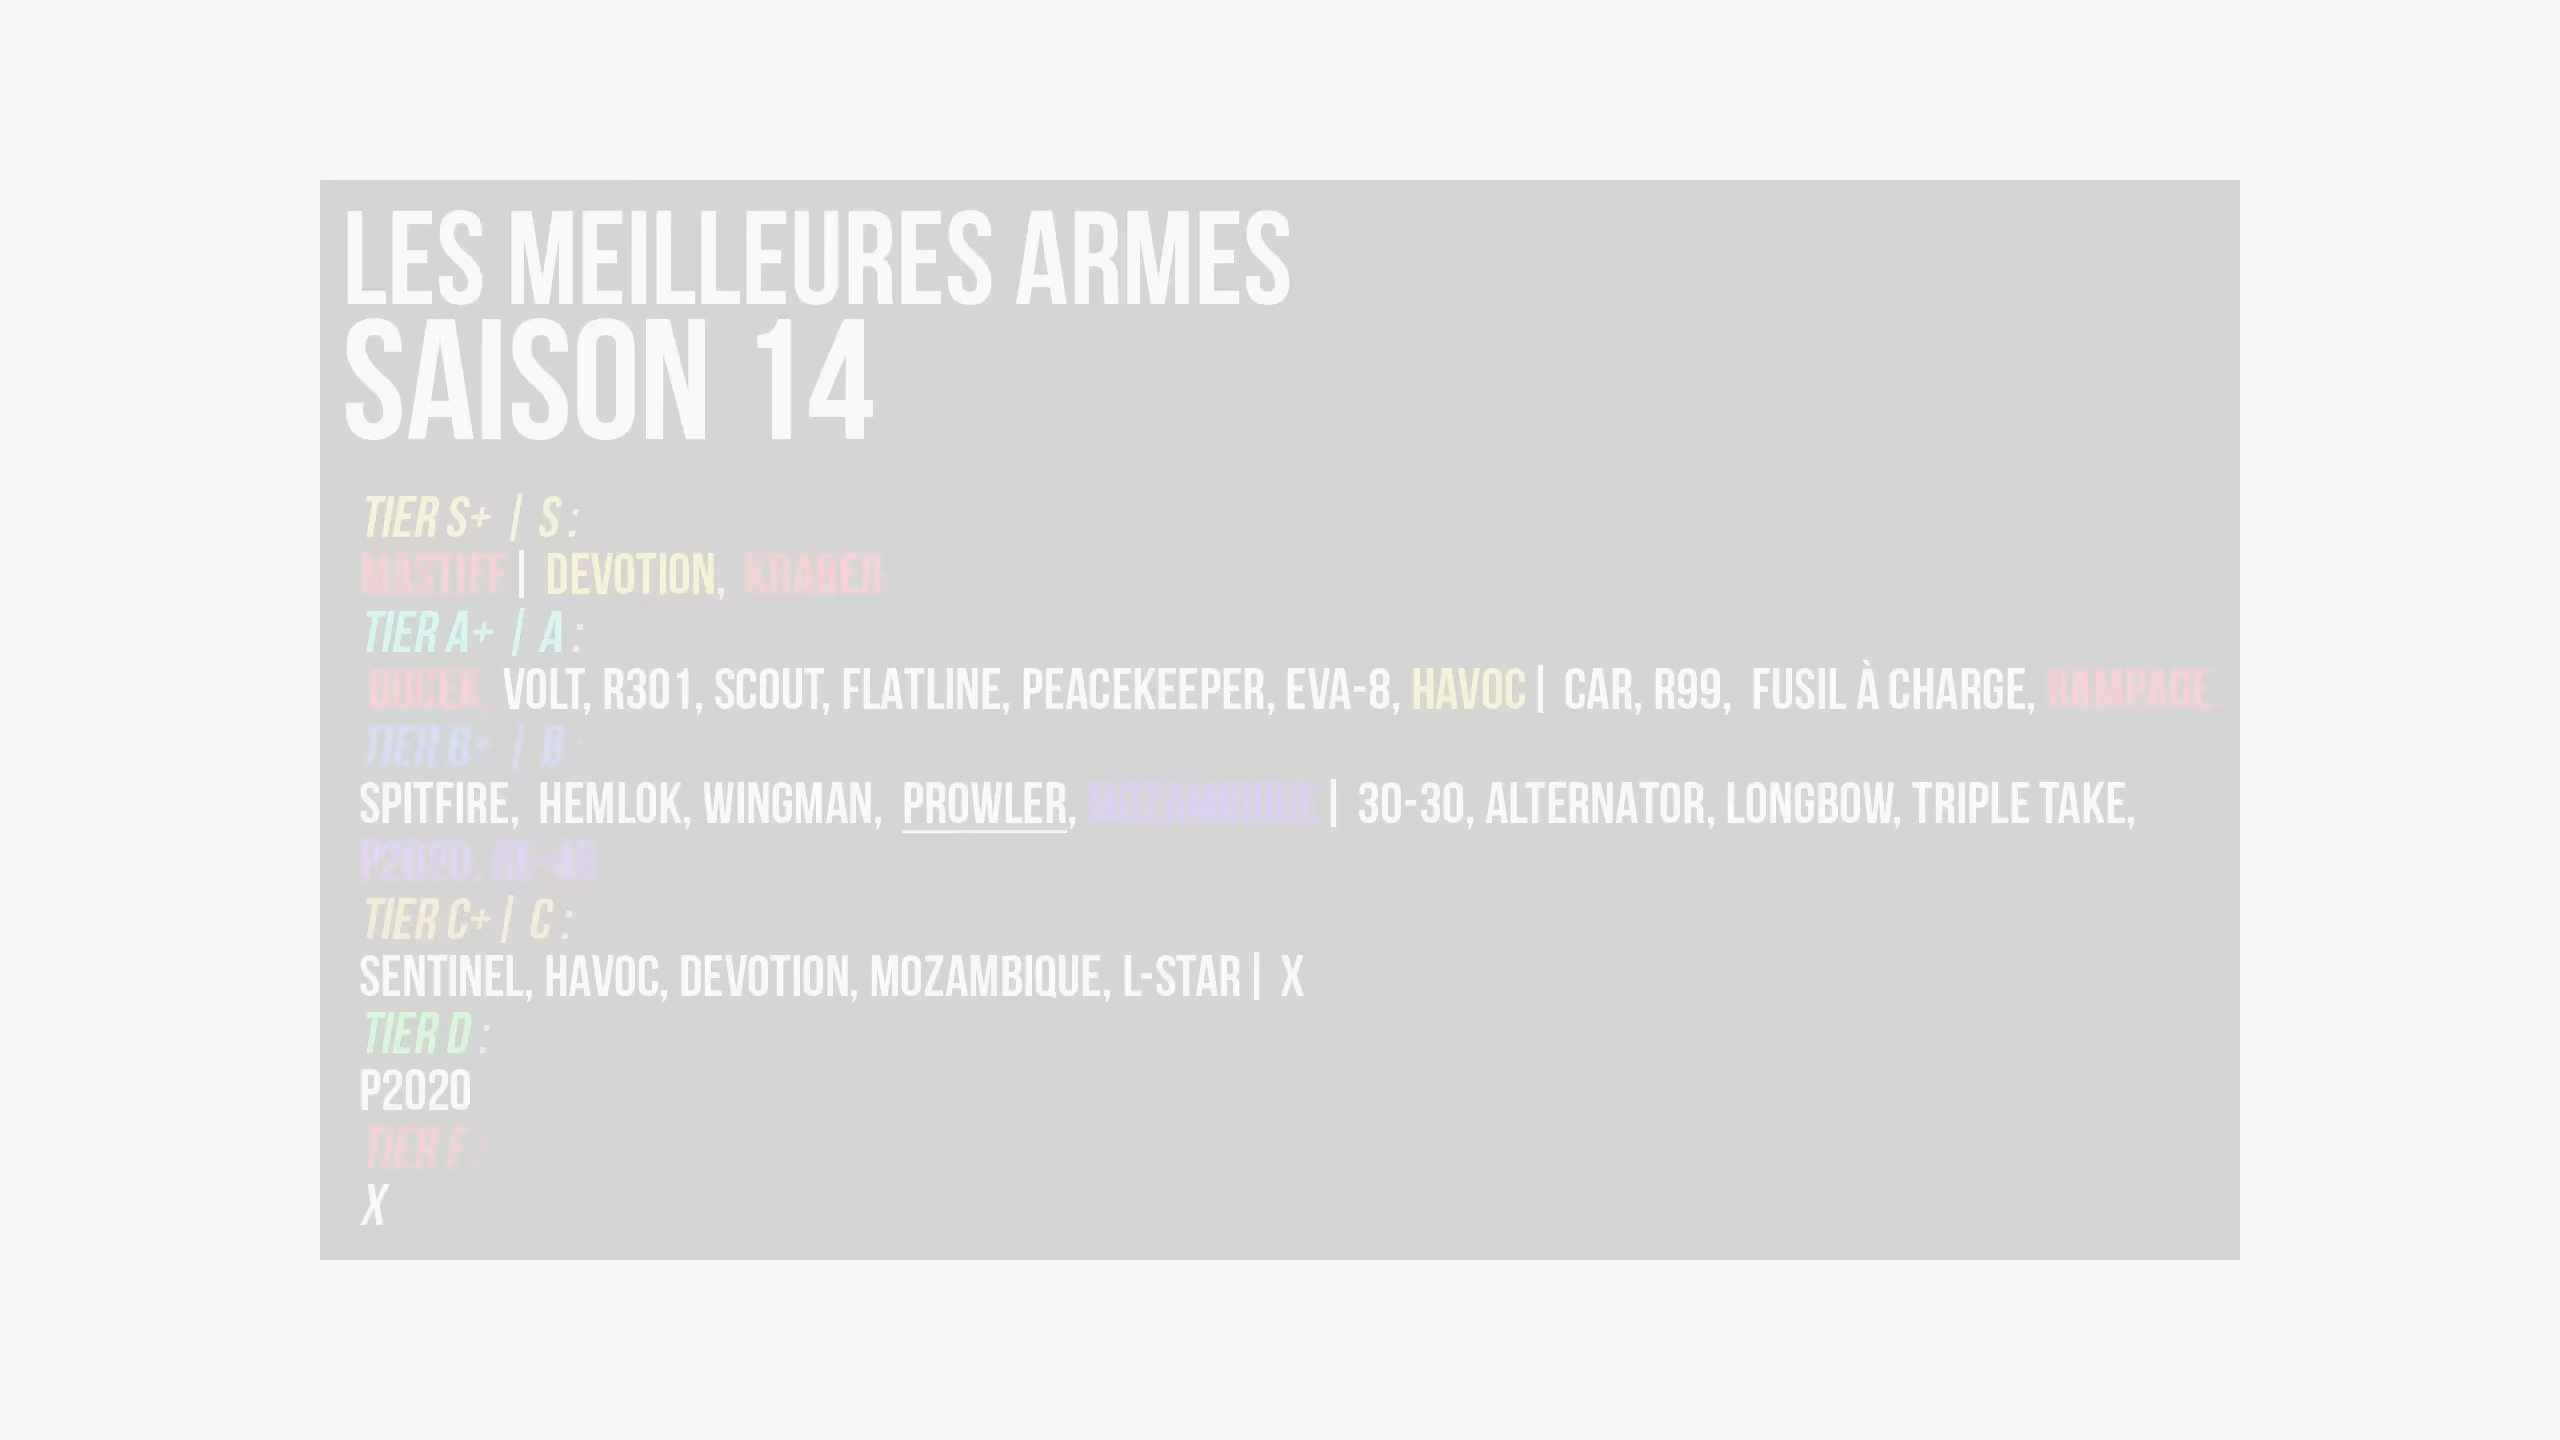 LES MEILLEURES ARMES
SAISON 14
TIER S+ / S :
MASTIFF | DEVOTION, KRABER
TIER A+ / A :
BOCEK, VOLT, R301, SCOUT, FLATLINE, PEACEKEEPER, EVA-8, HAVOC | CAR, R99, FUSIL À CHARGE, RAMPAGE
TIER B+ / B :
SPITFIRE, HEMLOK, WINGMAN, PROWLER, MOZAMBIQUE | 30-30, ALTERNATOR, LONGBOW, TRIPLE TAKE,
P2020, RE-45
TIER C+ / C :
SENTINEL, HAVOC, DEVOTION, MOZAMBIQUE, L-STAR | X
TIER D :
P2020
TIER F :
X